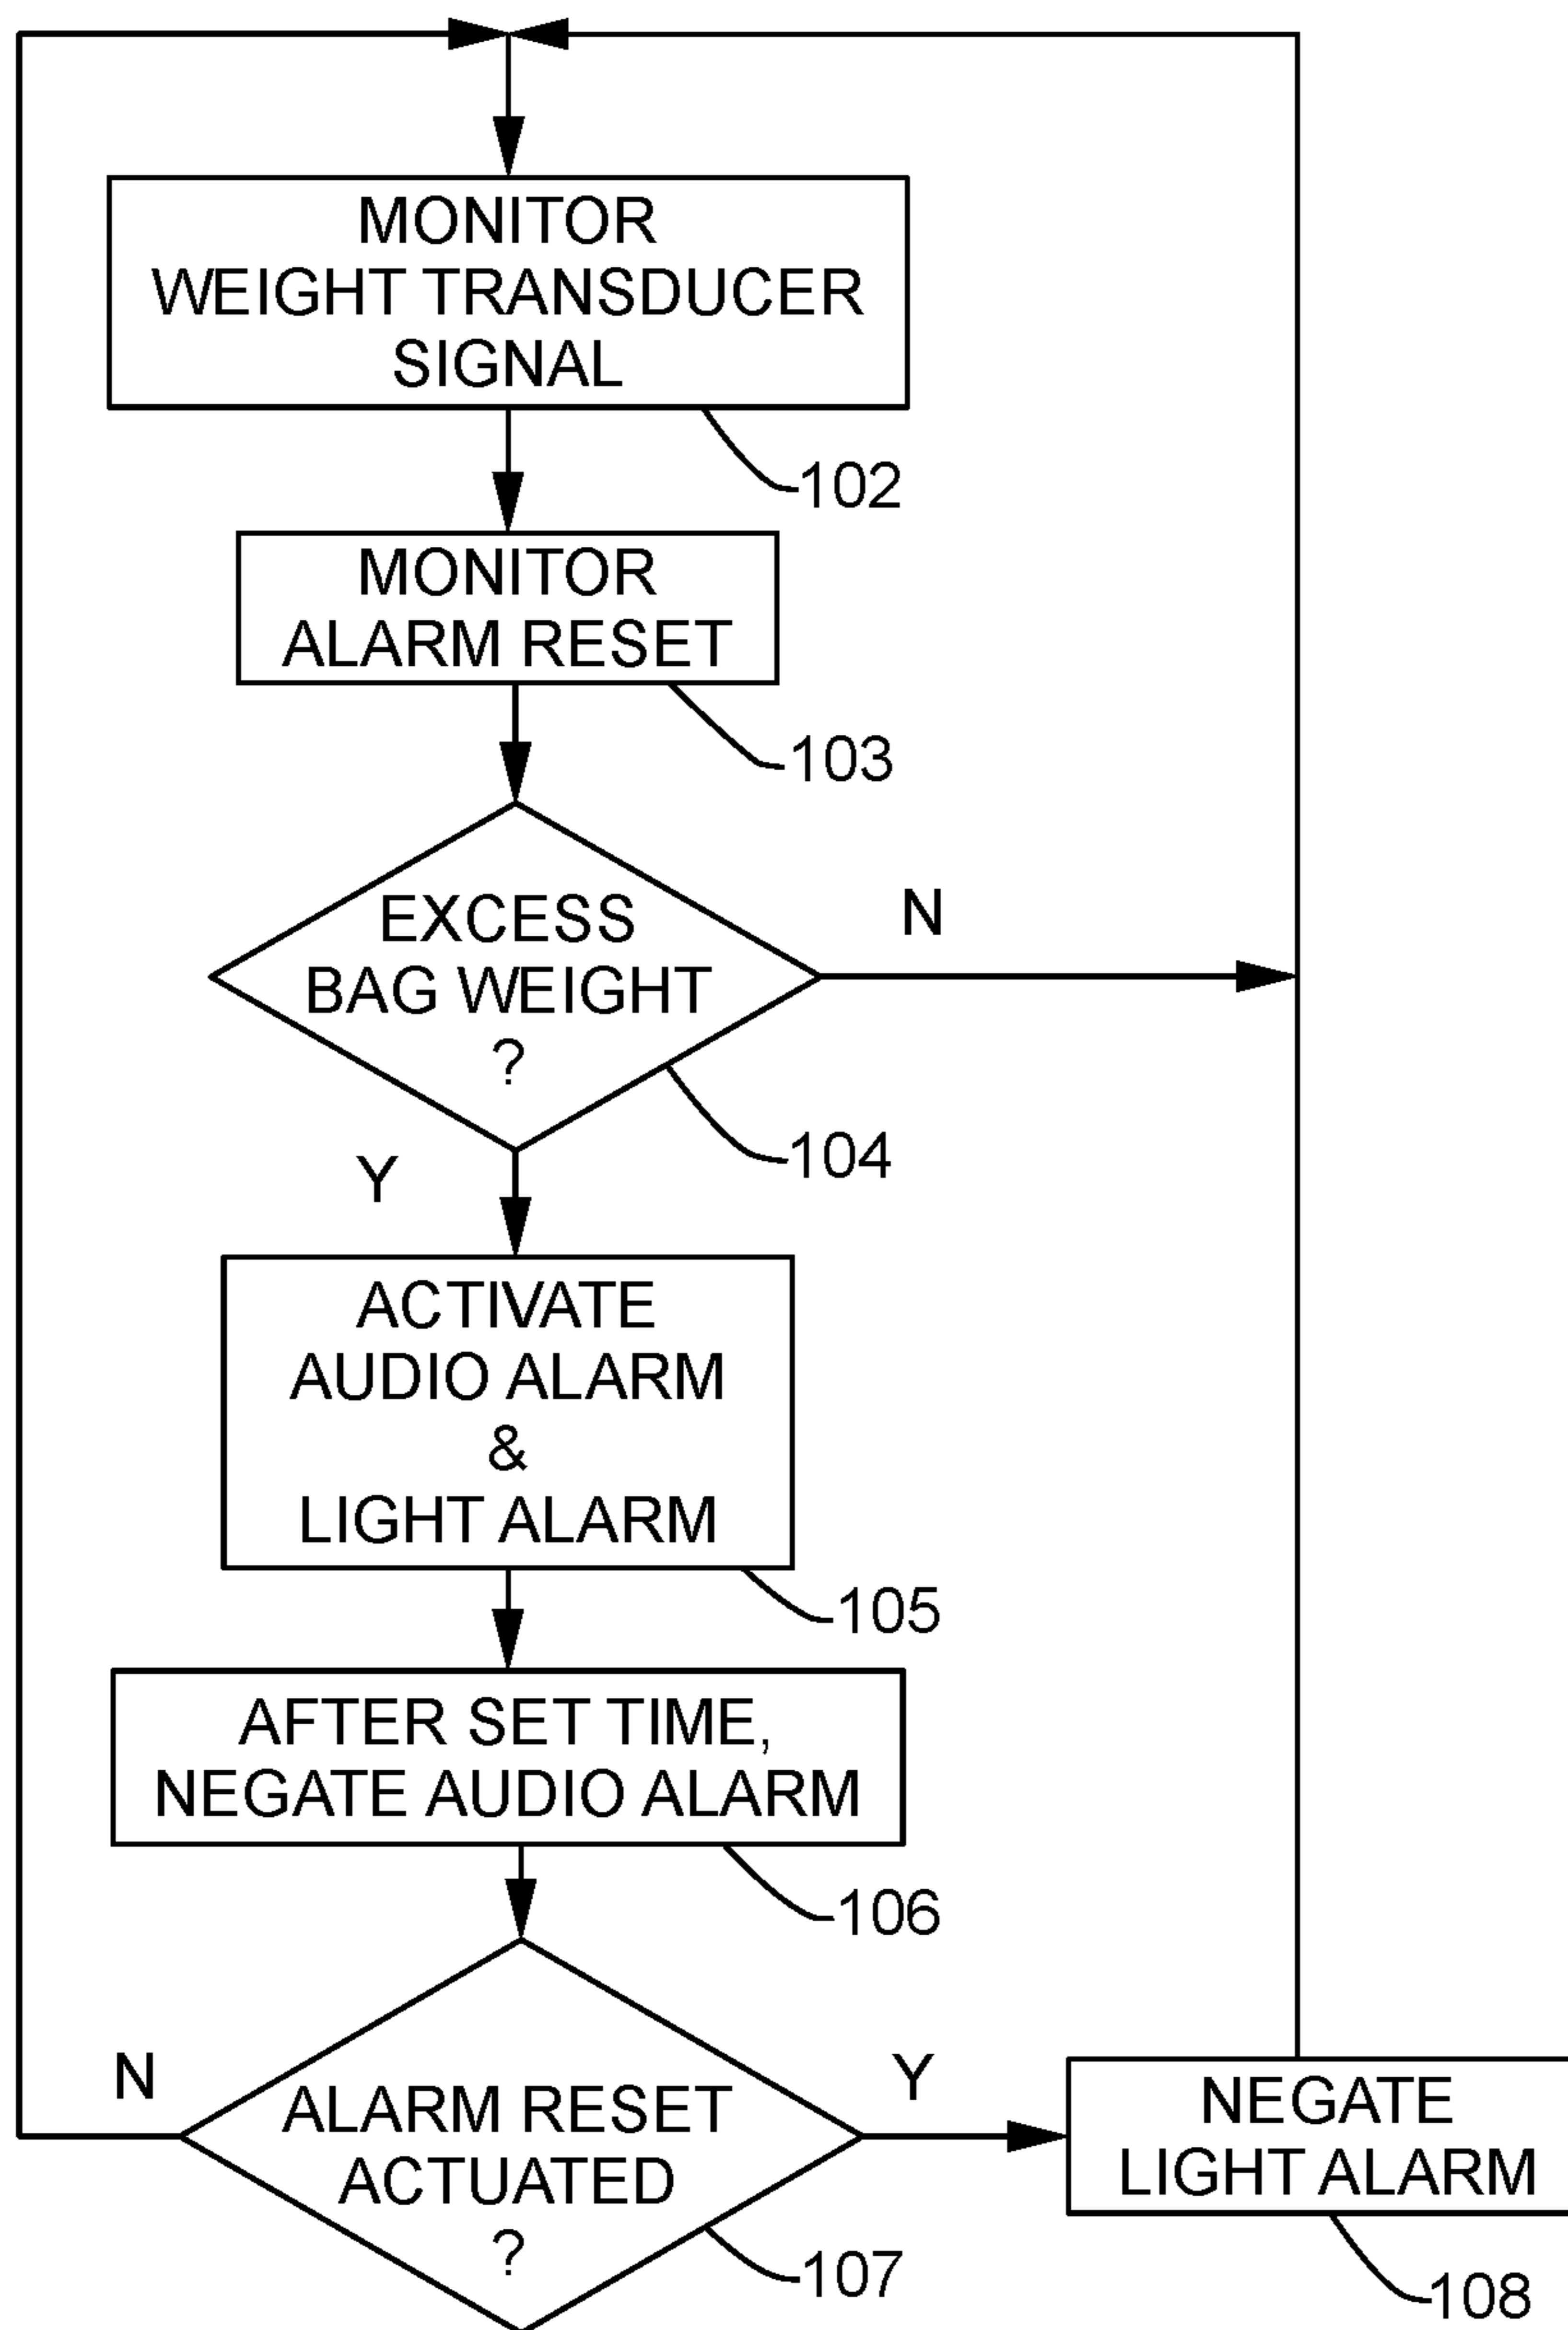 MONITOR
WEIGHT TRANSDUCER
SIGNAL
102
MONITOR
ALARM RESET
103
EXCESS
BAG WEIGHT
?
N
104
Y
ACTIVATE
AUDIO ALARM
&
LIGHT ALARM
105
AFTER SET TIME,
NEGATE AUDIO ALARM
106
N
ALARM RESET
ACTUATED
?
107
Y
NEGATE
LIGHT ALARM
108